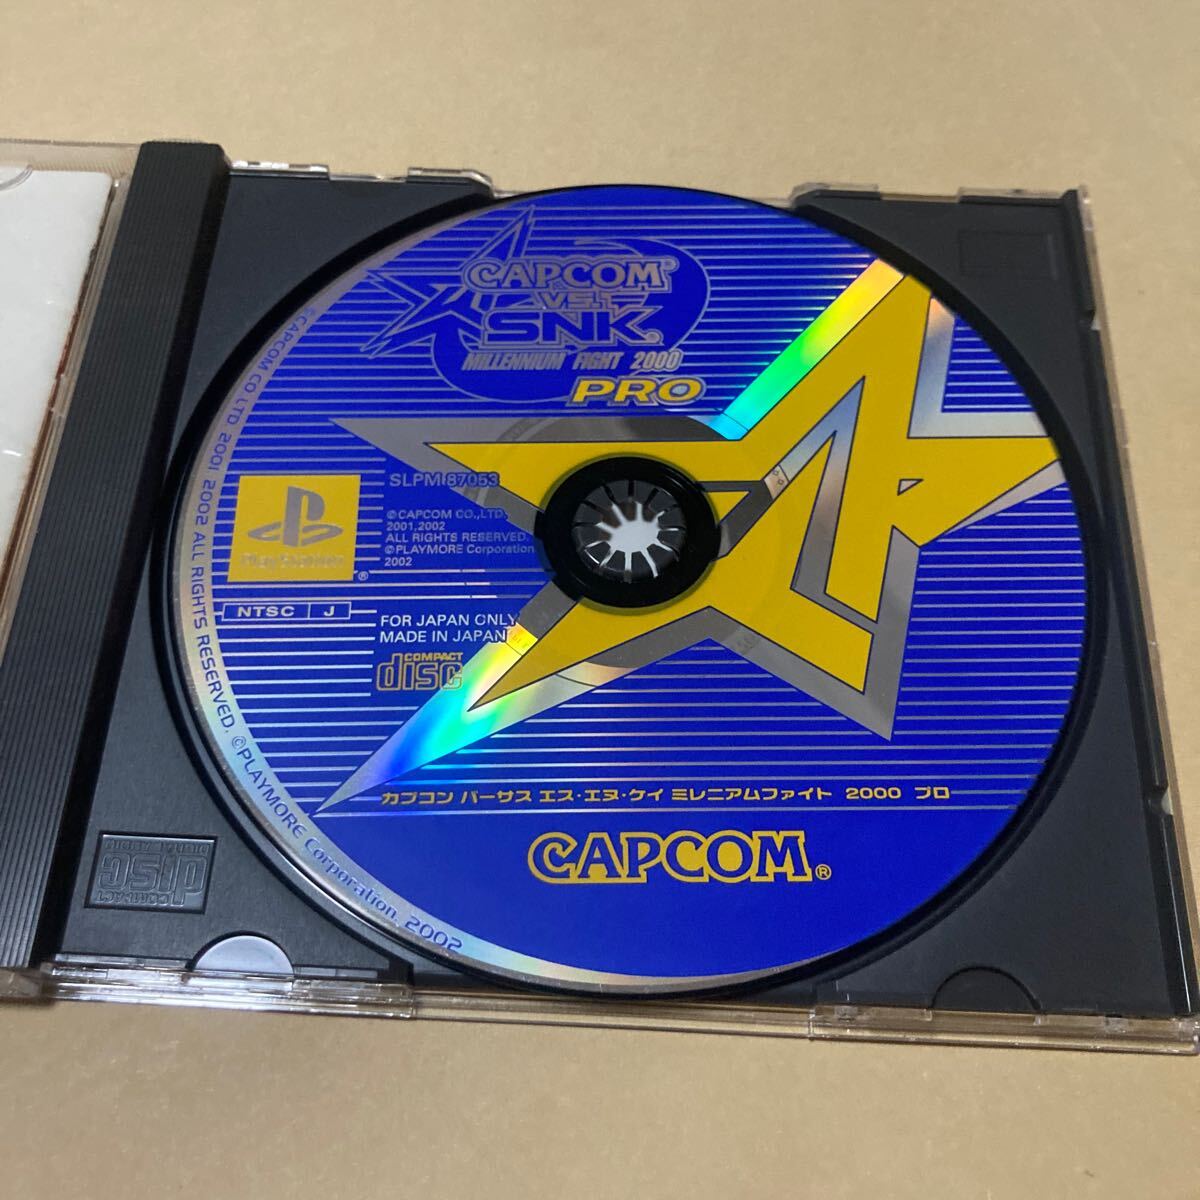 CAPCOM®
VS.
SNK®
MILLENNIUM FIGHT 2000
PRO
SLPM 87053
©CAPCOM CO.,LTD.
2001,2002
ALL RIGHTS RESERVED.
©PLAYMORE Corporation
2002
PlayStation
®
NTSC J
FOR JAPAN ONLY
MADE IN JAPAN
COMPACT
disc
カプコン バーサス エス・エヌ・ケイ ミレニアムファイト 2000 プロ
CAPCOM®
©CAPCOM CO.,LTD. 2001 2002 ALL RIGHTS RESERVED. ©PLAYMORE Corporation. 2002
COMPACT
disc
DIGITAL AUDIO